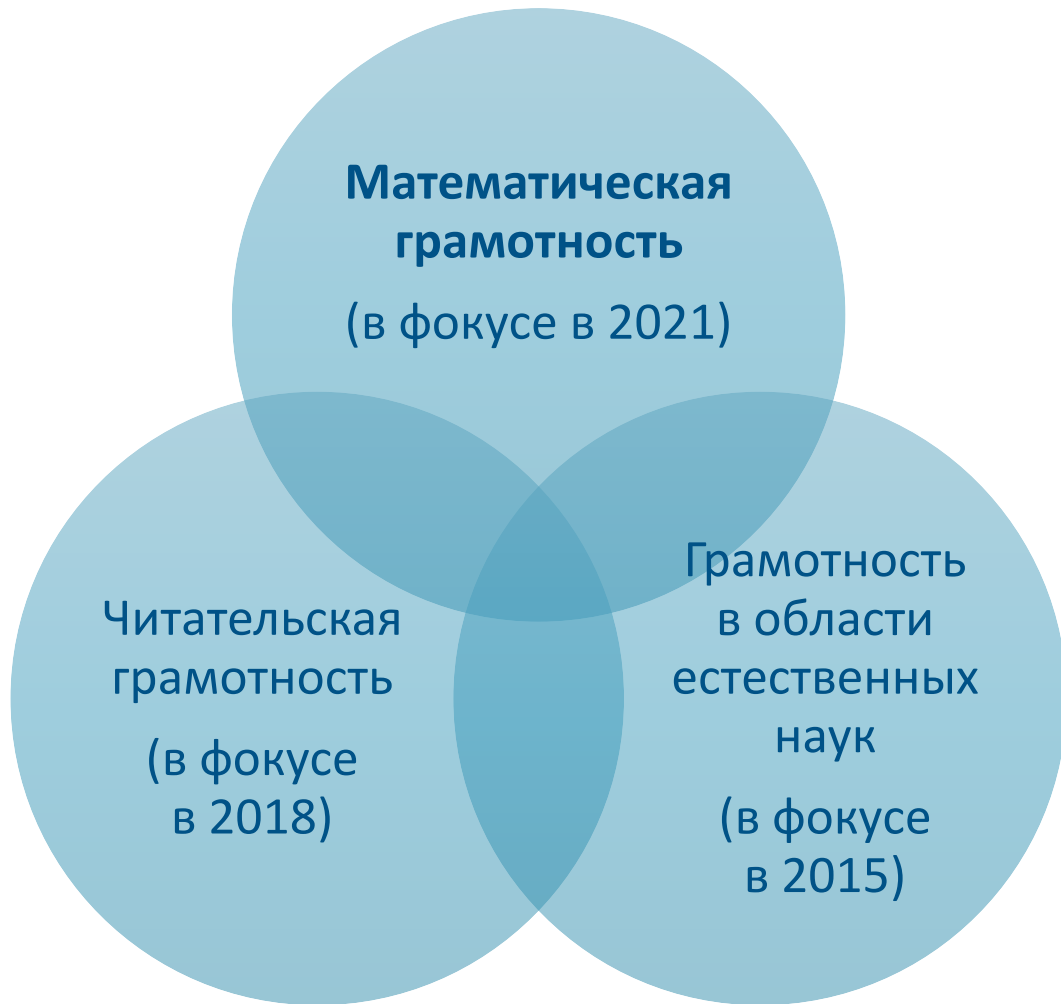 Математическая
грамотность
(в фокусе в 2021)
Читательская
грамотность
(в фокусе
в 2018)
Грамотность
в области
естественных
наук
(в фокусе
в 2015)